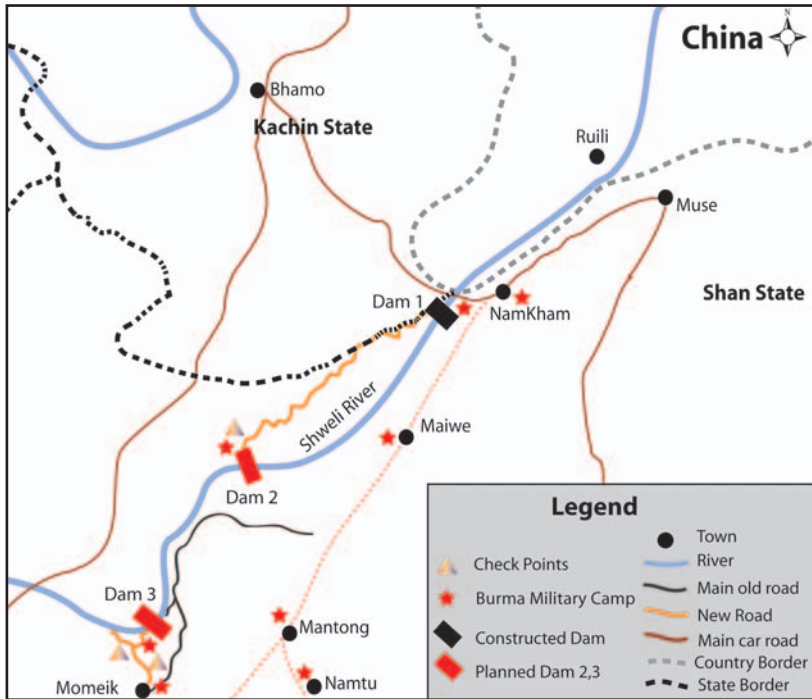 China
N
Bhamo
Kachin State
Ruili
Muse
Shan State
Dam 1
NamKham
Shweli River
Maiwe
Dam 2
Dam 3
Mantong
Momeik
Namtu
Legend
Check Points
Burma Military Camp
Constructed Dam
Planned Dam 2,3
Town
River
Main old road
New Road
Main car road
Country Border
State Border